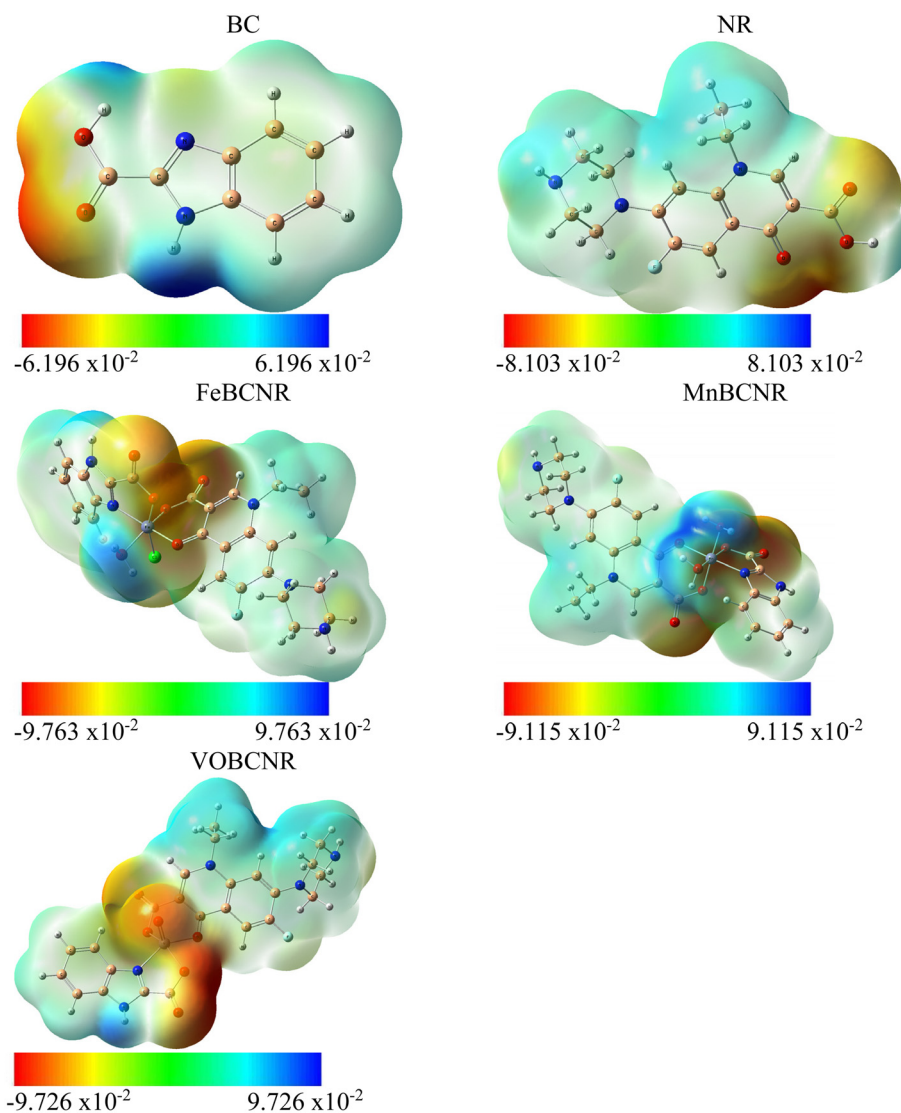 BC
NR
-6.196 x10⁻²
6.196 x10⁻²
-8.103 x10⁻²
8.103 x10⁻²
FeBCNR
MnBCNR
-9.763 x10⁻²
9.763 x10⁻²
-9.115 x10⁻²
9.115 x10⁻²
VOBCNR
-9.726 x10⁻²
9.726 x10⁻²